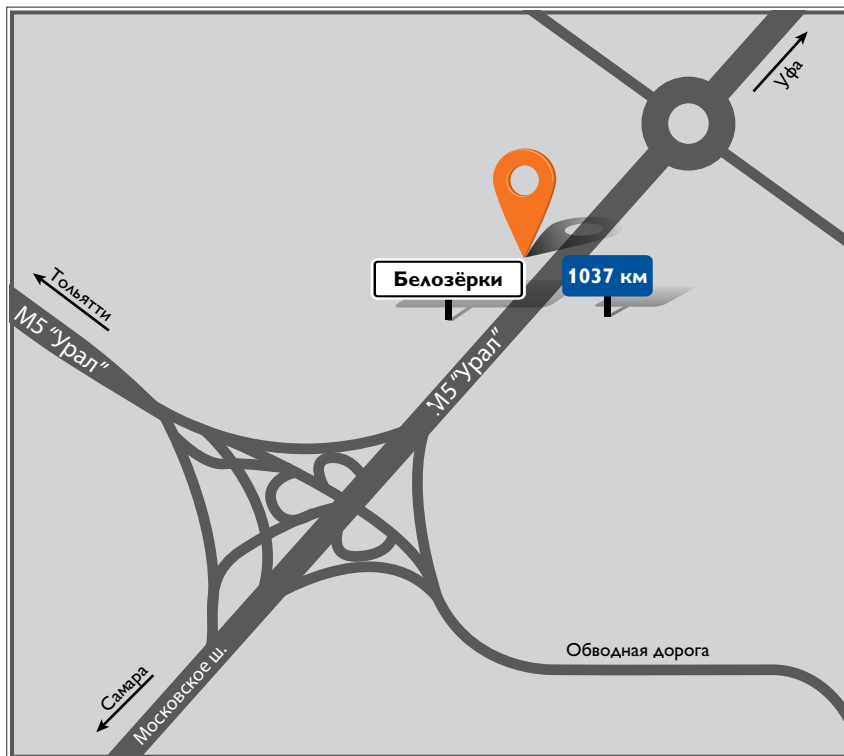 Уфа
Белозёрки
1037 км
Тольятти
М5 “Урал”
М5 “Урал”
Обводная дорога
Московское ш.
Самара